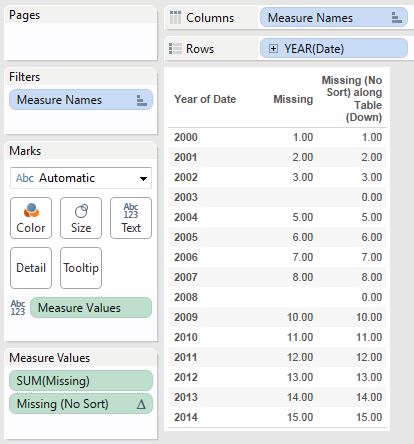 Pages
Columns
Measure Names
Rows
YEAR(Date)
Filters
Measure Names
Marks
Abc Automatic
Color
Size
Abc
123
Text
Detail
Tooltip
Abc
123
Measure Values
Measure Values
SUM(Missing)
Missing (No Sort) Δ
Missing (No
Sort) along
Table
Year of Date Missing (Down)
2000 1.00 1.00
2001 2.00 2.00
2002 3.00 3.00
2003 0.00
2004 5.00 5.00
2005 6.00 6.00
2006 7.00 7.00
2007 8.00 8.00
2008 0.00
2009 10.00 10.00
2010 11.00 11.00
2011 12.00 12.00
2012 13.00 13.00
2013 14.00 14.00
2014 15.00 15.00